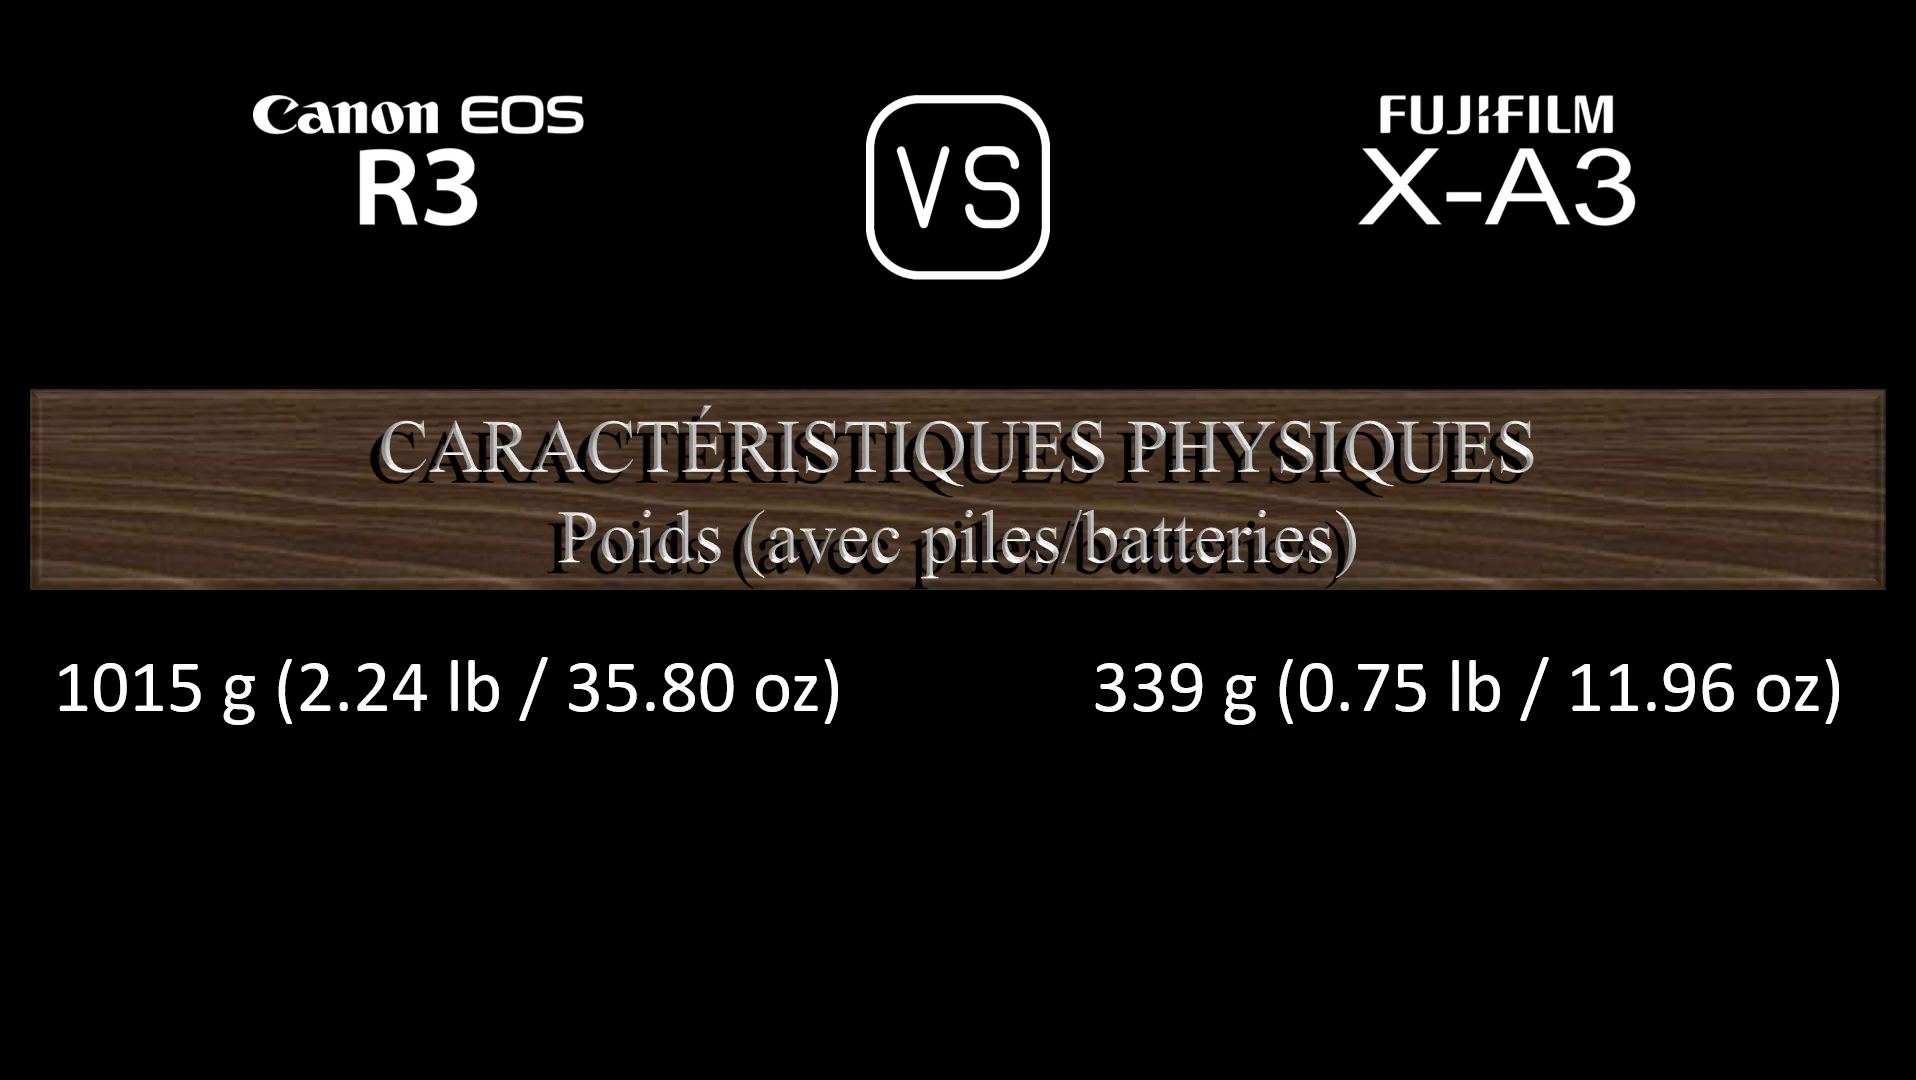 Canon EOS
R3
VS
FUJIFILM
X-A3
CARACTÉRISTIQUES PHYSIQUES
Poids (avec piles/batteries)
1015 g (2.24 lb / 35.80 oz)
339 g (0.75 lb / 11.96 oz)